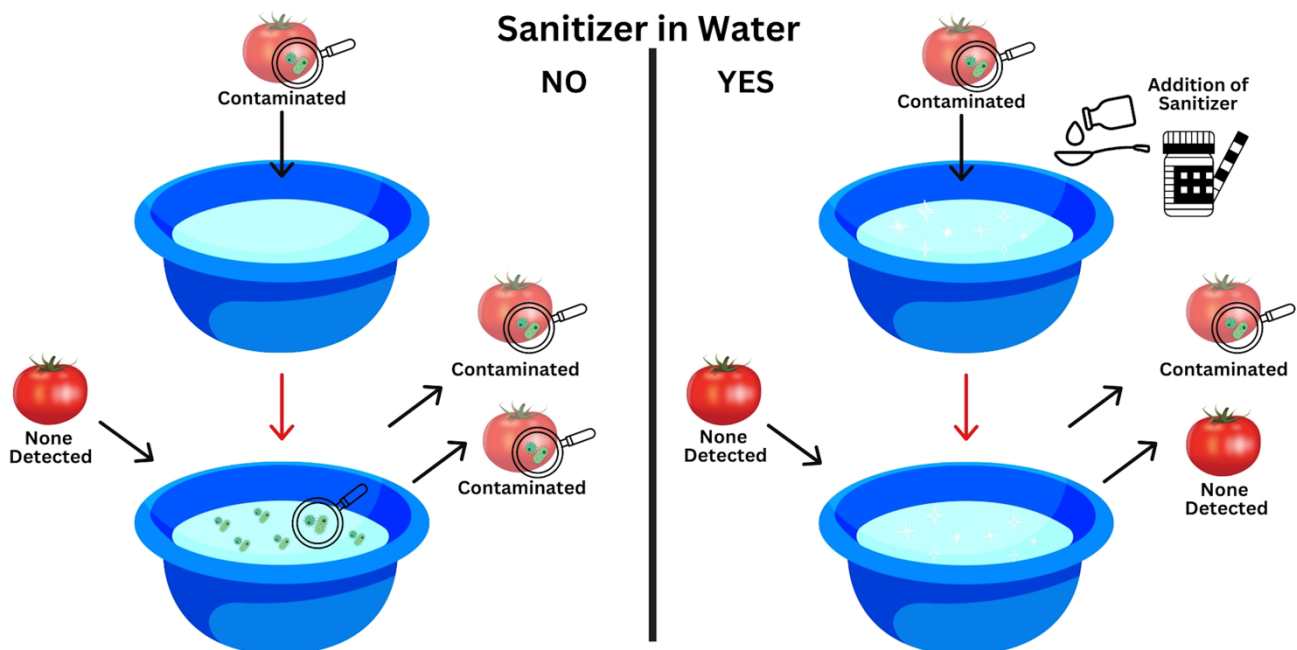 Sanitizer in Water
NO
YES
Contaminated
Contaminated
Addition of
Sanitizer
Contaminated
Contaminated
None
Detected
Contaminated
None
Detected
Contaminated
None
Detected